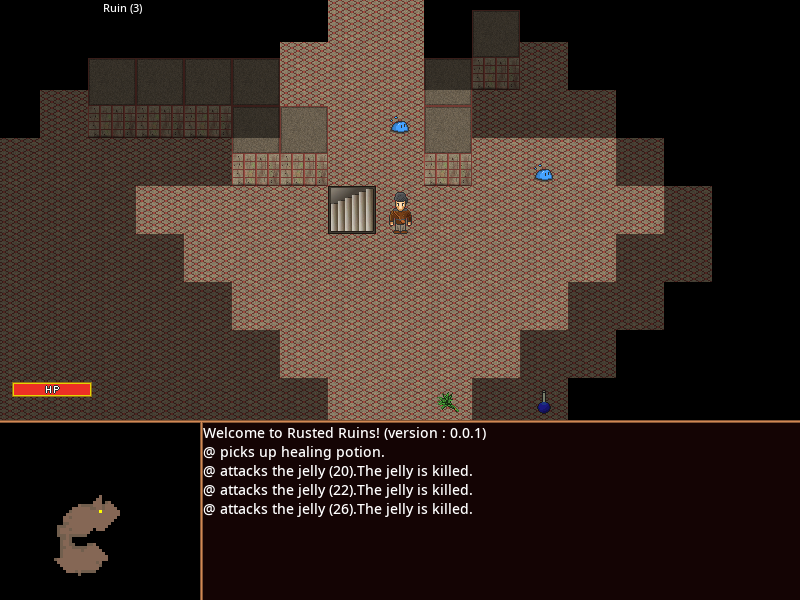 Ruin (3)
HP
Welcome to Rusted Ruins! (version : 0.0.1)
@ picks up healing potion.
@ attacks the jelly (20).The jelly is killed.
@ attacks the jelly (22).The jelly is killed.
@ attacks the jelly (26).The jelly is killed.